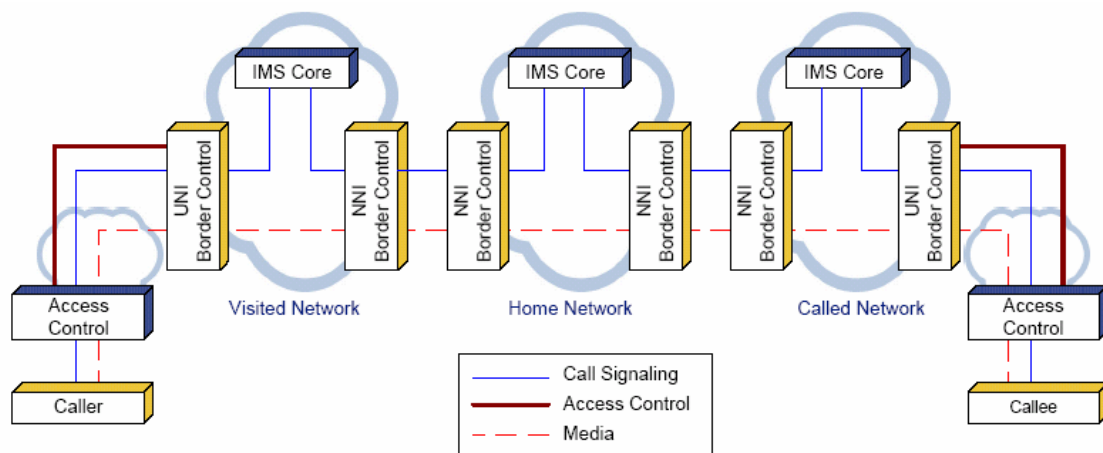 IMS Core
IMS Core
IMS Core
UNI
Border Control
NNI
Border Control
NNI
Border Control
NNI
Border Control
NNI
Border Control
UNI
Border Control
Visited Network
Home Network
Called Network
Access
Control
Access
Control
Caller
Callee
Call Signaling
Access Control
Media